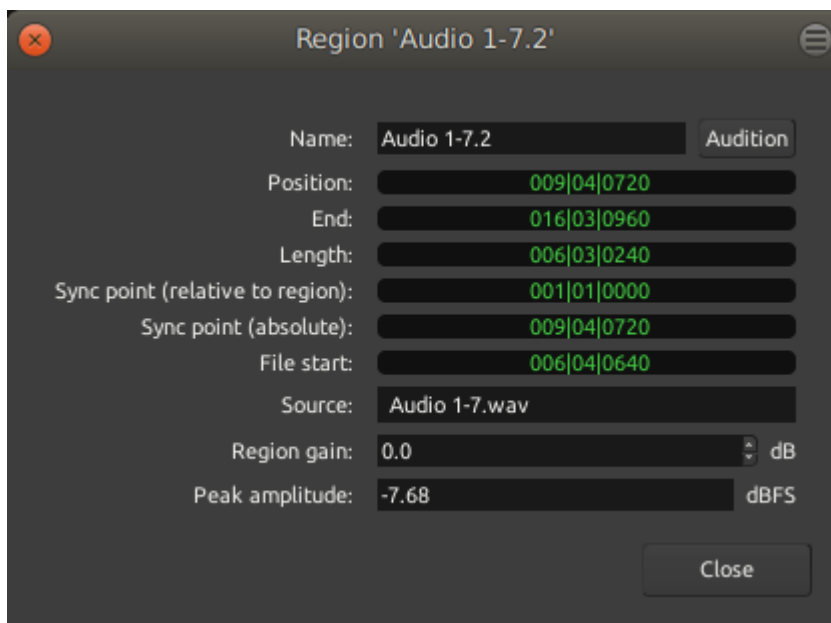 Region 'Audio 1-7.2'
Name: Audio 1-7.2 Audition
Position: 009|04|0720
End: 016|03|0960
Length: 006|03|0240
Sync point (relative to region): 001|01|0000
Sync point (absolute): 009|04|0720
File start: 006|04|0640
Source: Audio 1-7.wav
Region gain: 0.0 dB
Peak amplitude: -7.68 dBFS
Close